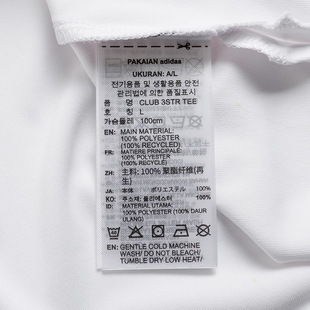 PAKAIAN adidas
UKURAN: A/L
전기용품 및 생활용품 안전
관리법에 의한 품질표시
품 명 CLUB 3STR TEE
호 칭 L
가슴둘레 100cm
EN: MAIN MATERIAL:
100% POLYESTER
(100% RECYCLED)
FR: MATIERE PRINCIPALE:
100% POLYESTER
(100% RECYCLE)
ZH: 主料: 100% 聚酯纤维(再
生)
JA: 本体 ポリエステル 100%
KO: 주소재: 폴리에스터 100%
ID: MATERIAL UTAMA:
100% POLYESTER (100% DAUR
ULANG)
EN: GENTLE COLD MACHINE
WASH/ DO NOT BLEACH/
TUMBLE DRY LOW HEAT/